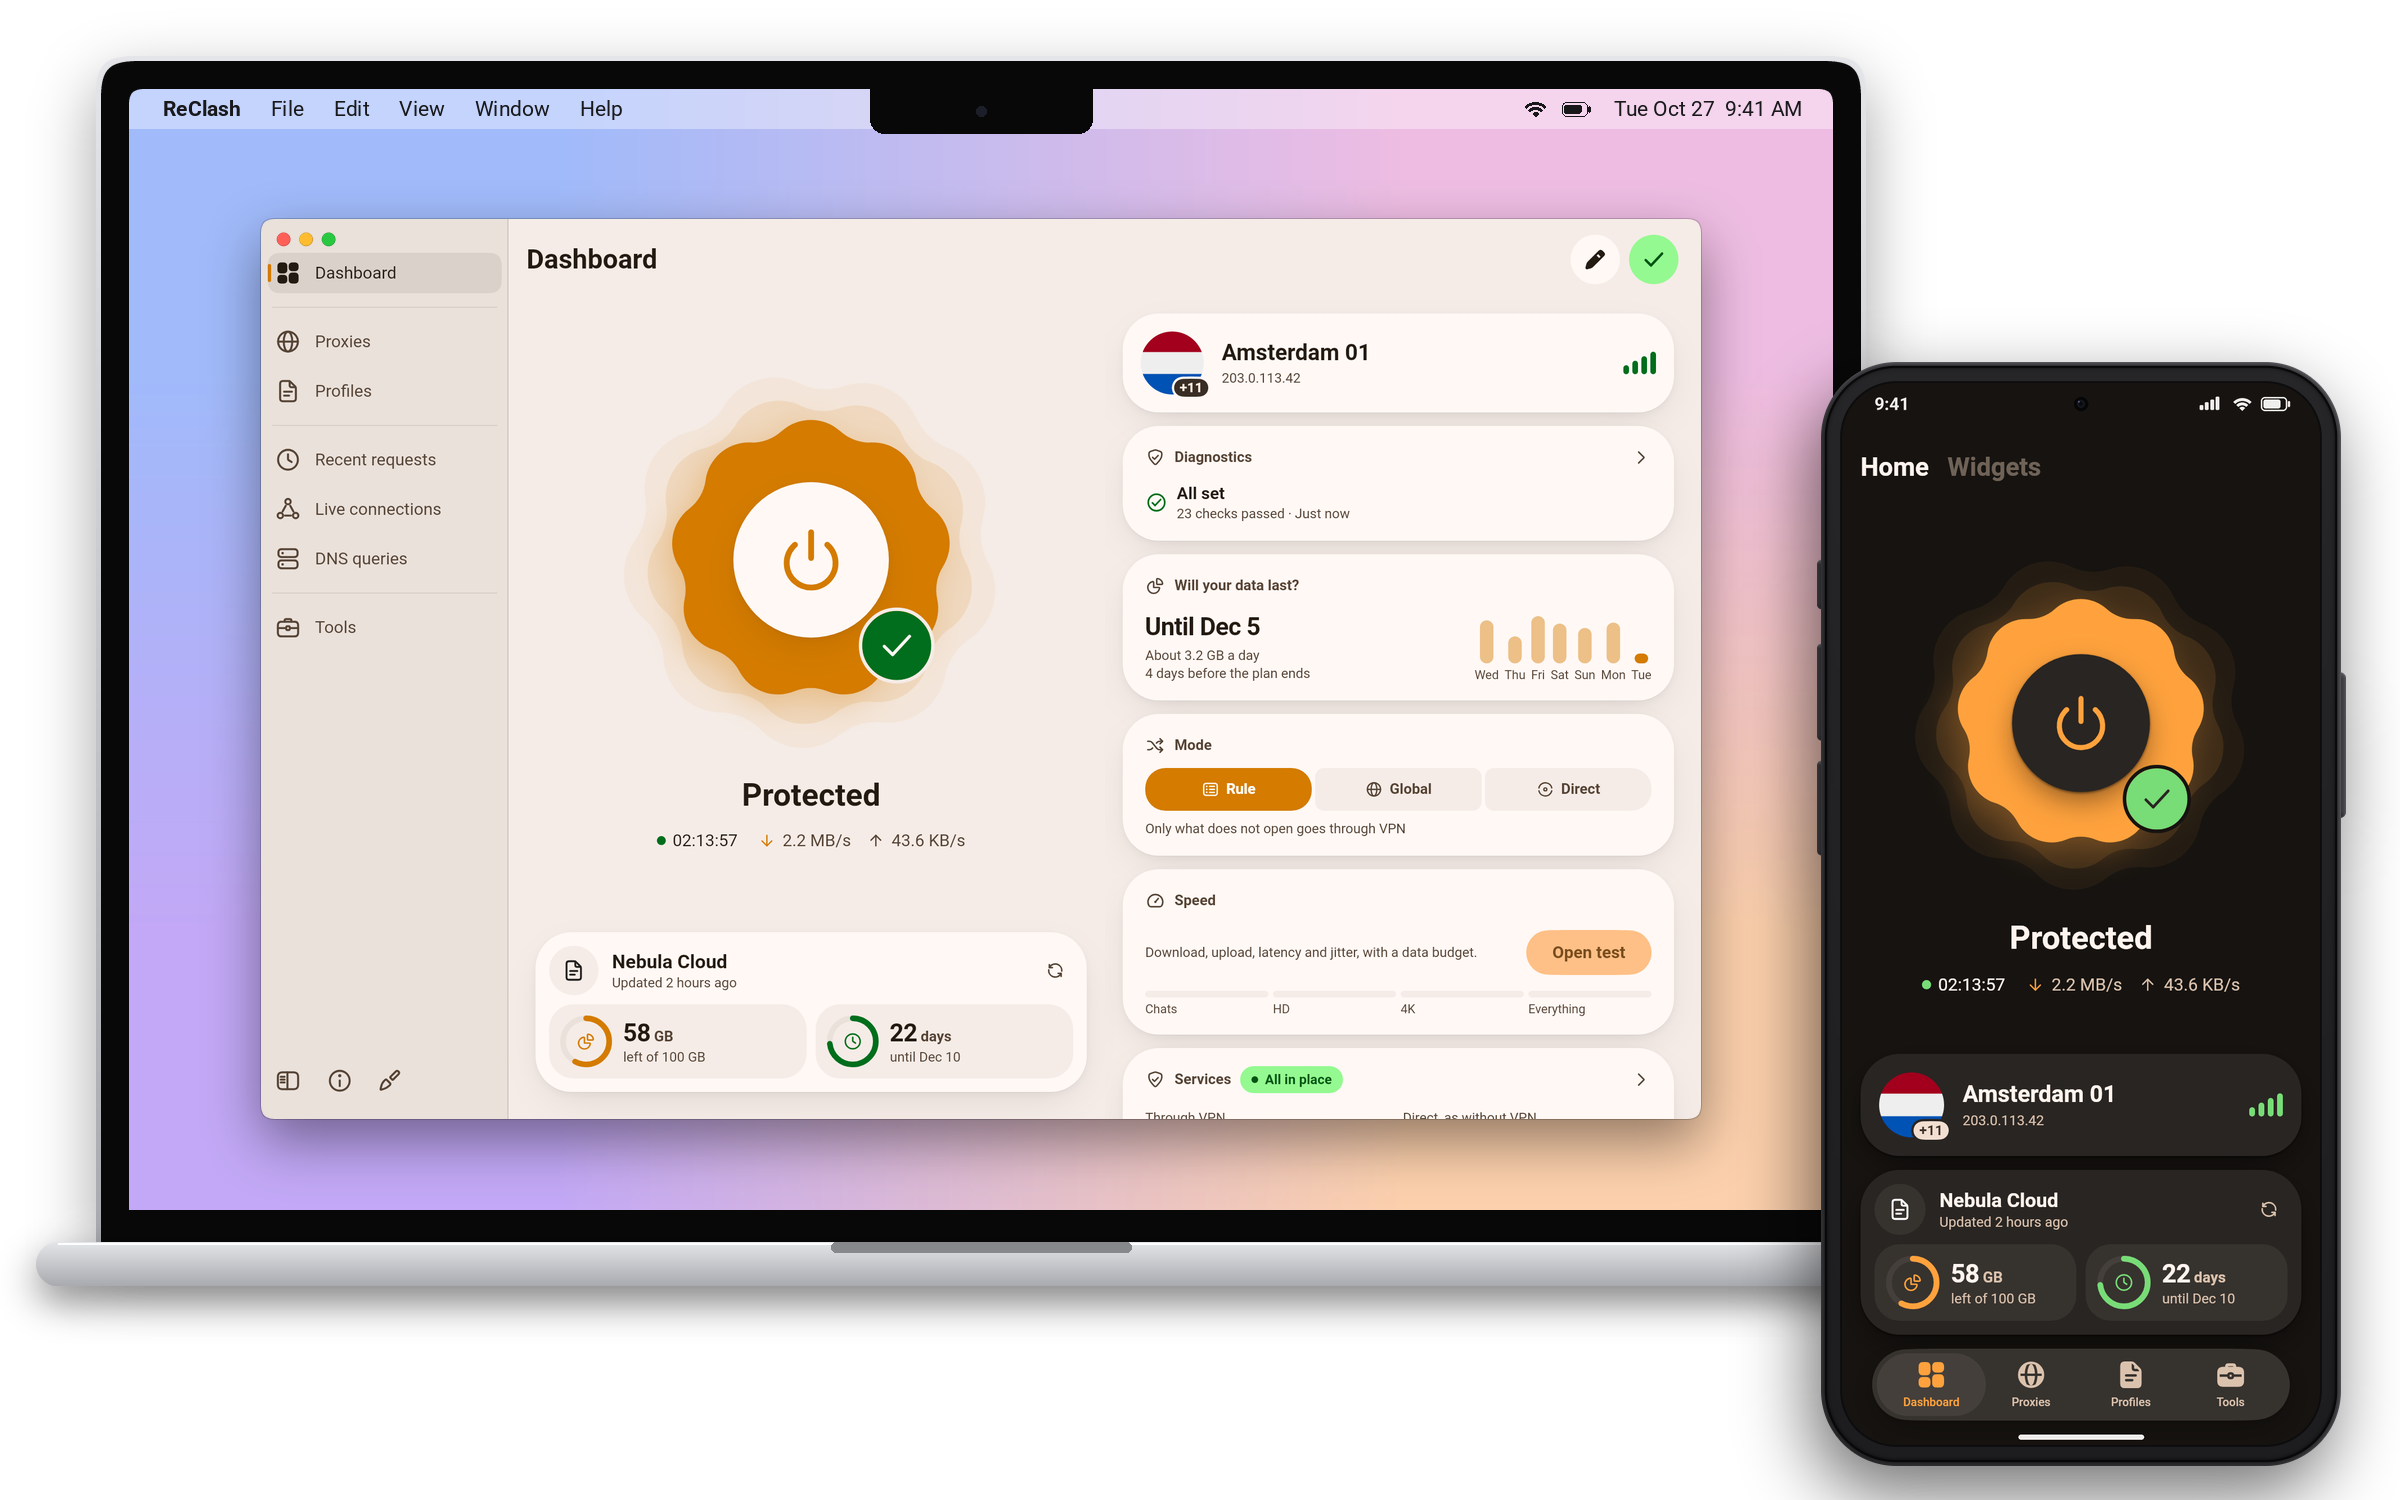 ReClash File Edit View Window Help
Tue Oct 27 9:41 AM
Dashboard
Proxies
Profiles
Recent requests
Live connections
DNS queries
Tools
Dashboard
Protected
02:13:57 2.2 MB/s 43.6 KB/s
Nebula Cloud
Updated 2 hours ago
58 GB
left of 100 GB
22 days
until Dec 10
Amsterdam 01
203.0.113.42
+11
Diagnostics
All set
23 checks passed · Just now
Will your data last?
Until Dec 5
About 3.2 GB a day
4 days before the plan ends
Wed Thu Fri Sat Sun Mon Tue
Mode
Rule Global Direct
Only what does not open goes through VPN
Speed
Download, upload, latency and jitter, with a data budget.
Open test
Chats HD 4K Everything
Services All in place
Through VPN Direct, as without VPN
9:41
Home Widgets
Protected
02:13:57 2.2 MB/s 43.6 KB/s
Amsterdam 01
203.0.113.42
+11
Nebula Cloud
Updated 2 hours ago
58 GB
left of 100 GB
22 days
until Dec 10
Dashboard Proxies Profiles Tools